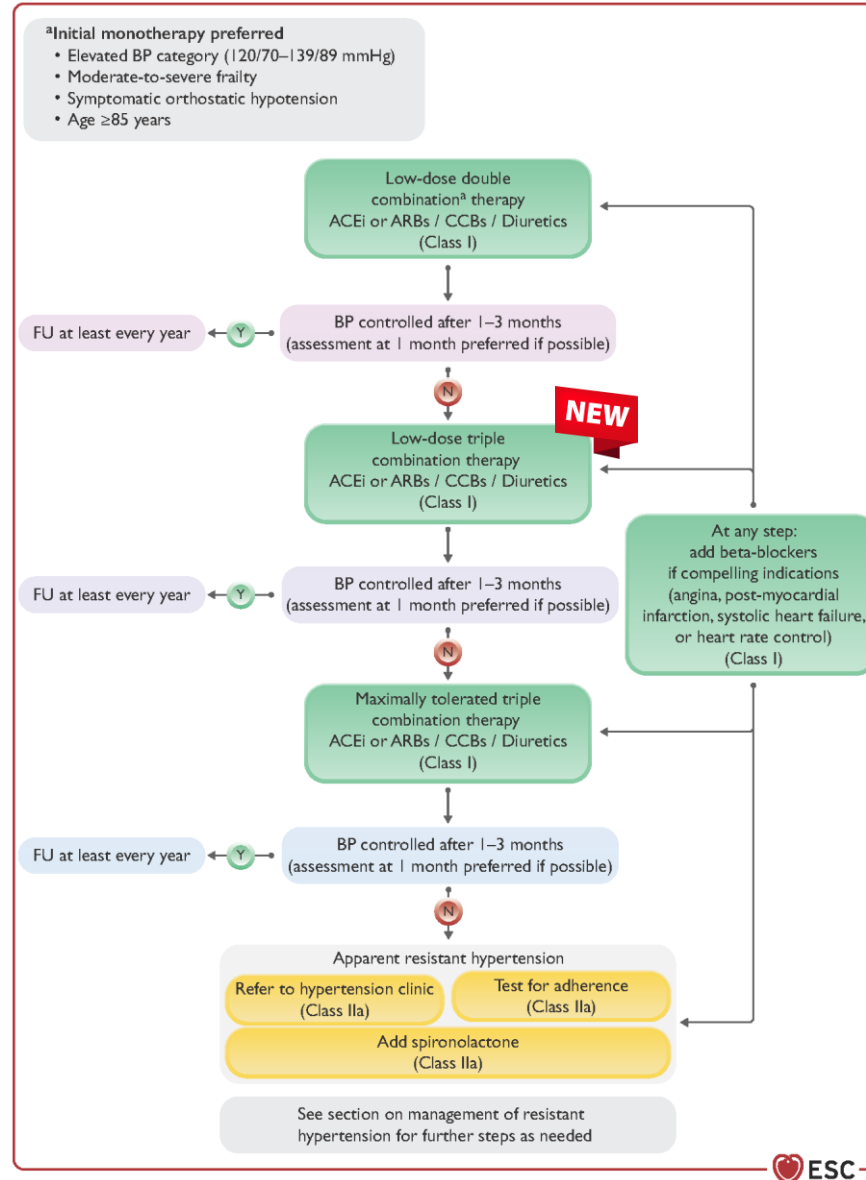 ᵃInitial monotherapy preferred
• Elevated BP category (120/70–139/89 mmHg)
• Moderate-to-severe frailty
• Symptomatic orthostatic hypotension
• Age ≥85 years
Low-dose double
combinationᵃ therapy
ACEi or ARBs / CCBs / Diuretics
(Class I)
FU at least every year
Y
BP controlled after 1–3 months
(assessment at 1 month preferred if possible)
N
NEW
Low-dose triple
combination therapy
ACEi or ARBs / CCBs / Diuretics
(Class I)
At any step:
add beta-blockers
if compelling indications
(angina, post-myocardial
infarction, systolic heart failure,
or heart rate control)
(Class I)
FU at least every year
Y
BP controlled after 1–3 months
(assessment at 1 month preferred if possible)
N
Maximally tolerated triple
combination therapy
ACEi or ARBs / CCBs / Diuretics
(Class I)
FU at least every year
Y
BP controlled after 1–3 months
(assessment at 1 month preferred if possible)
N
Apparent resistant hypertension
Refer to hypertension clinic
(Class IIa)
Test for adherence
(Class IIa)
Add spironolactone
(Class IIa)
See section on management of resistant
hypertension for further steps as needed
ESC